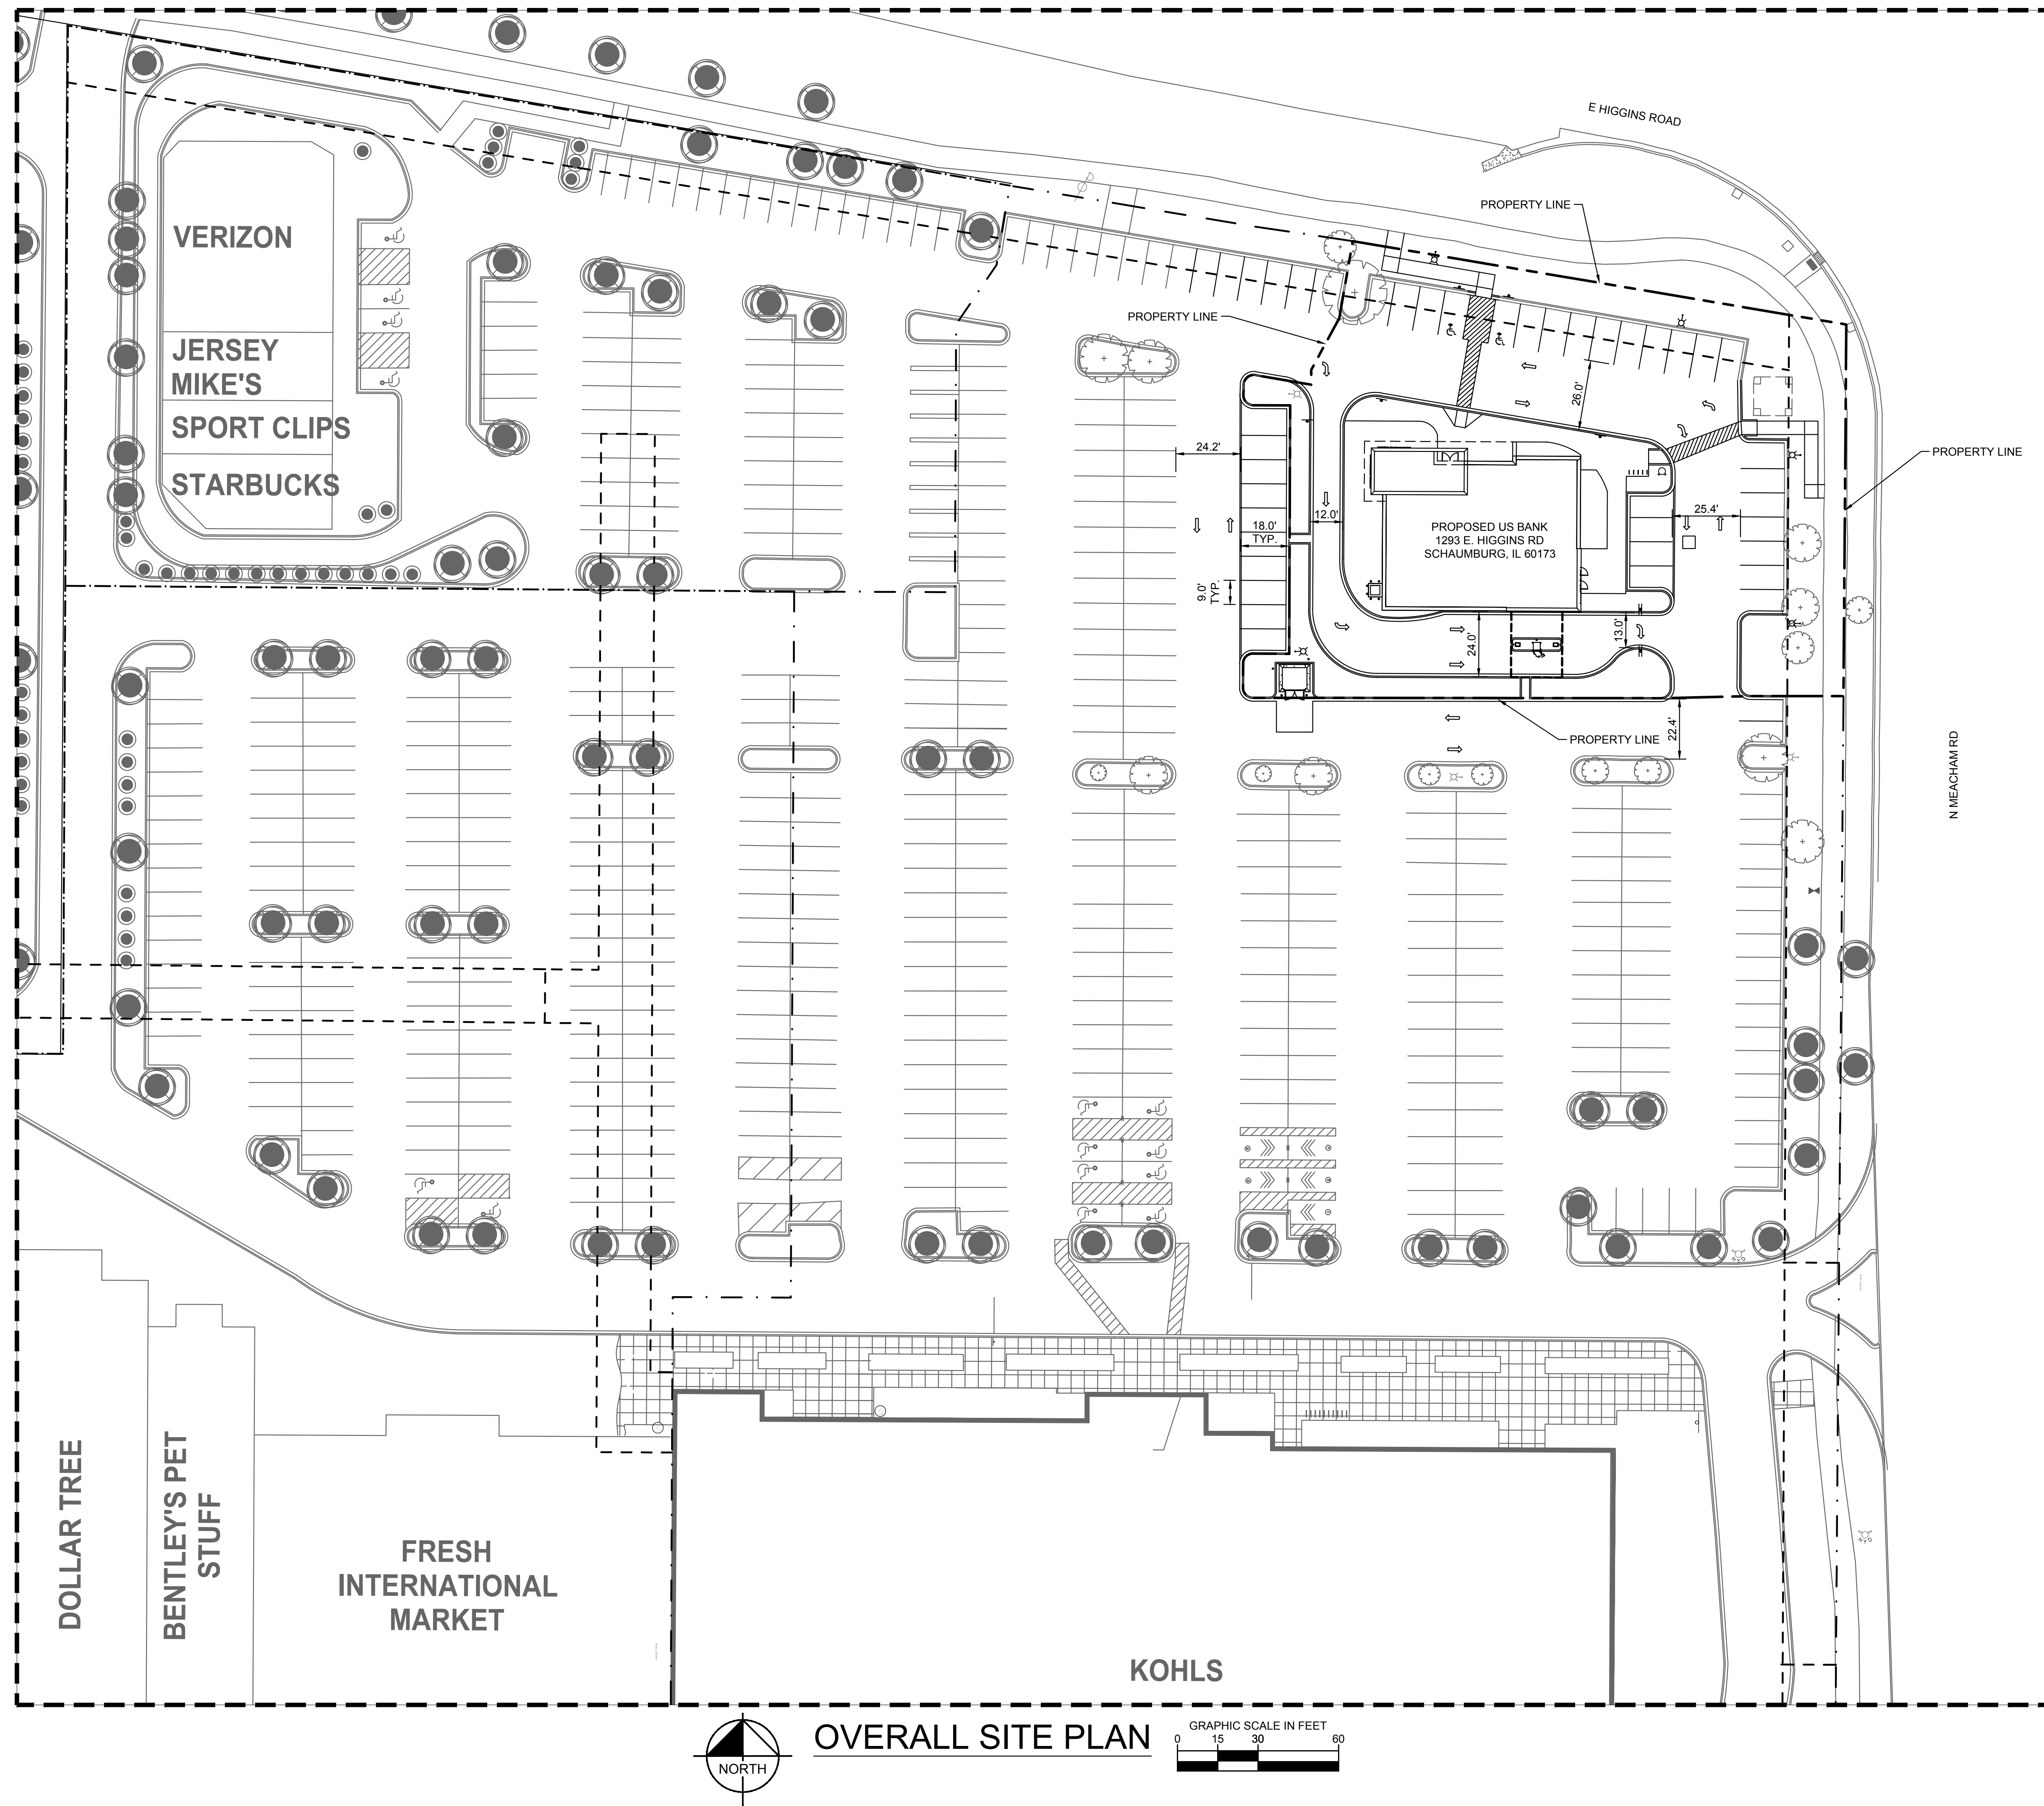 E HIGGINS ROAD
PROPERTY LINE
VERIZON
PROPERTY LINE
JERSEY
MIKE'S
26.0'
SPORT CLIPS
24.2'
PROPERTY LINE
STARBUCKS
25.4'
12.0'
18.0'
TYP.
PROPOSED US BANK
1293 E. HIGGINS RD
SCHAUMBURG, IL 60173
9.0'
TYP.
24.0'
13.0'
22.4'
PROPERTY LINE
N MEACHAM RD
DOLLAR TREE
BENTLEY'S PET
STUFF
FRESH
INTERNATIONAL
MARKET
KOHLS
OVERALL SITE PLAN
NORTH
GRAPHIC SCALE IN FEET
0 15 30 60